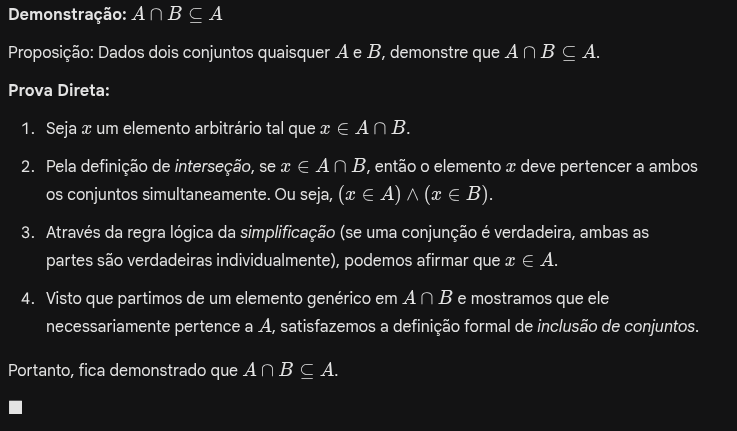 Demonstração: A ∩ B ⊆ A
Proposição: Dados dois conjuntos quaisquer A e B, demonstre que A ∩ B ⊆ A.
Prova Direta:
1. Seja x um elemento arbitrário tal que x ∈ A ∩ B.
2. Pela definição de interseção, se x ∈ A ∩ B, então o elemento x deve pertencer a ambos
os conjuntos simultaneamente. Ou seja, (x ∈ A) ∧ (x ∈ B).
3. Através da regra lógica da simplificação (se uma conjunção é verdadeira, ambas as
partes são verdadeiras individualmente), podemos afirmar que x ∈ A.
4. Visto que partimos de um elemento genérico em A ∩ B e mostramos que ele
necessariamente pertence a A, satisfazemos a definição formal de inclusão de conjuntos.
Portanto, fica demonstrado que A ∩ B ⊆ A.
■